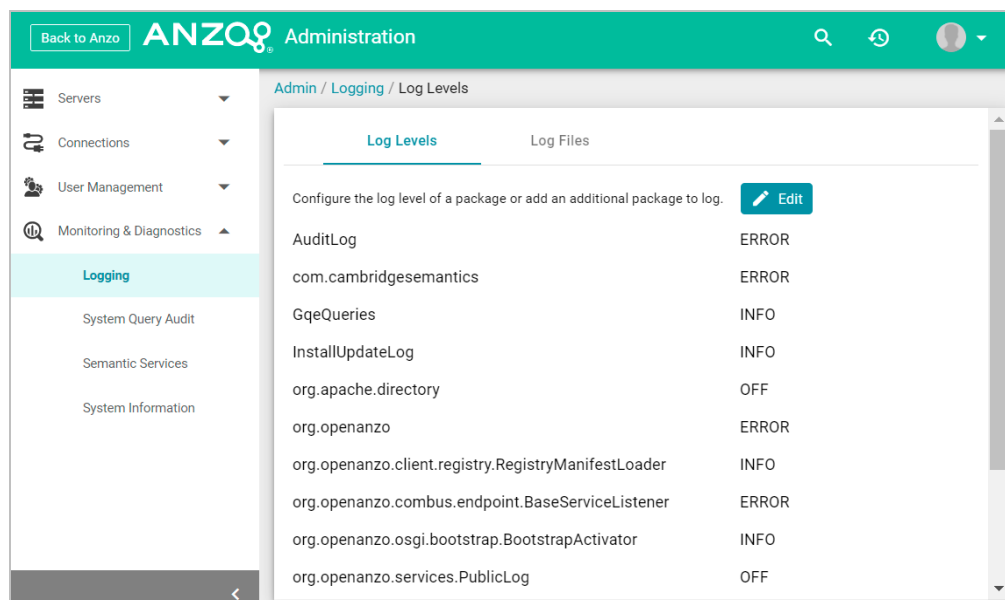 Back to Anzo
ANZO
Administration
Servers
Connections
User Management
Monitoring & Diagnostics
Logging
System Query Audit
Semantic Services
System Information
Admin / Logging / Log Levels
Log Levels
Log Files
Configure the log level of a package or add an additional package to log.
Edit
AuditLog ERROR
com.cambridgesemantics ERROR
GqeQueries INFO
InstallUpdateLog INFO
org.apache.directory OFF
org.openanzo ERROR
org.openanzo.client.registry.RegistryManifestLoader INFO
org.openanzo.combus.endpoint.BaseServiceListener ERROR
org.openanzo.osgi.bootstrap.BootstrapActivator INFO
org.openanzo.services.PublicLog OFF